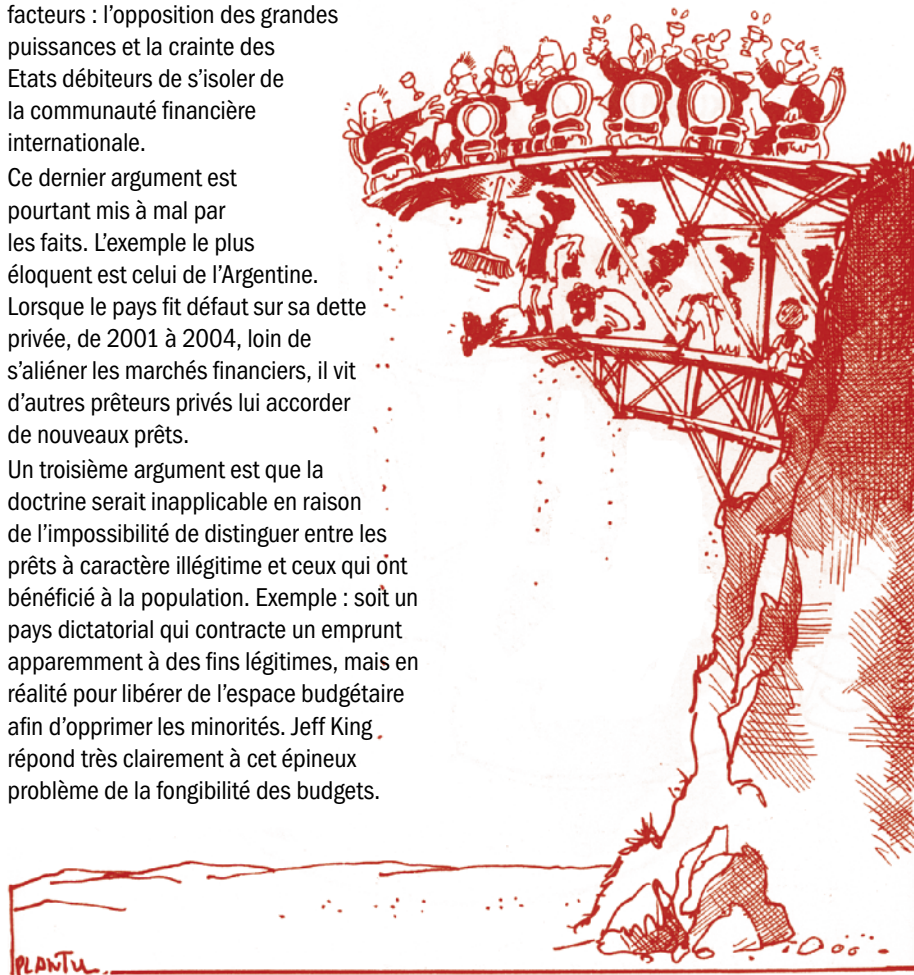 facteurs : l’opposition des grandes
puissances et la crainte des
Etats débiteurs de s’isoler de
la communauté financière
internationale.
Ce dernier argument est
pourtant mis à mal par
les faits. L’exemple le plus
éloquent est celui de l’Argentine.
Lorsque le pays fit défaut sur sa dette
privée, de 2001 à 2004, loin de
s’aliéner les marchés financiers, il vit
d’autres prêteurs privés lui accorder
de nouveaux prêts.
Un troisième argument est que la
doctrine serait inapplicable en raison
de l’impossibilité de distinguer entre les
prêts à caractère illégitime et ceux qui ont
bénéficié à la population. Exemple : soit un
pays dictatorial qui contracte un emprunt
apparemment à des fins légitimes, mais en
réalité pour libérer de l’espace budgétaire
afin d’opprimer les minorités. Jeff King
répond très clairement à cet épineux
problème de la fongibilité des budgets.
PLANTU